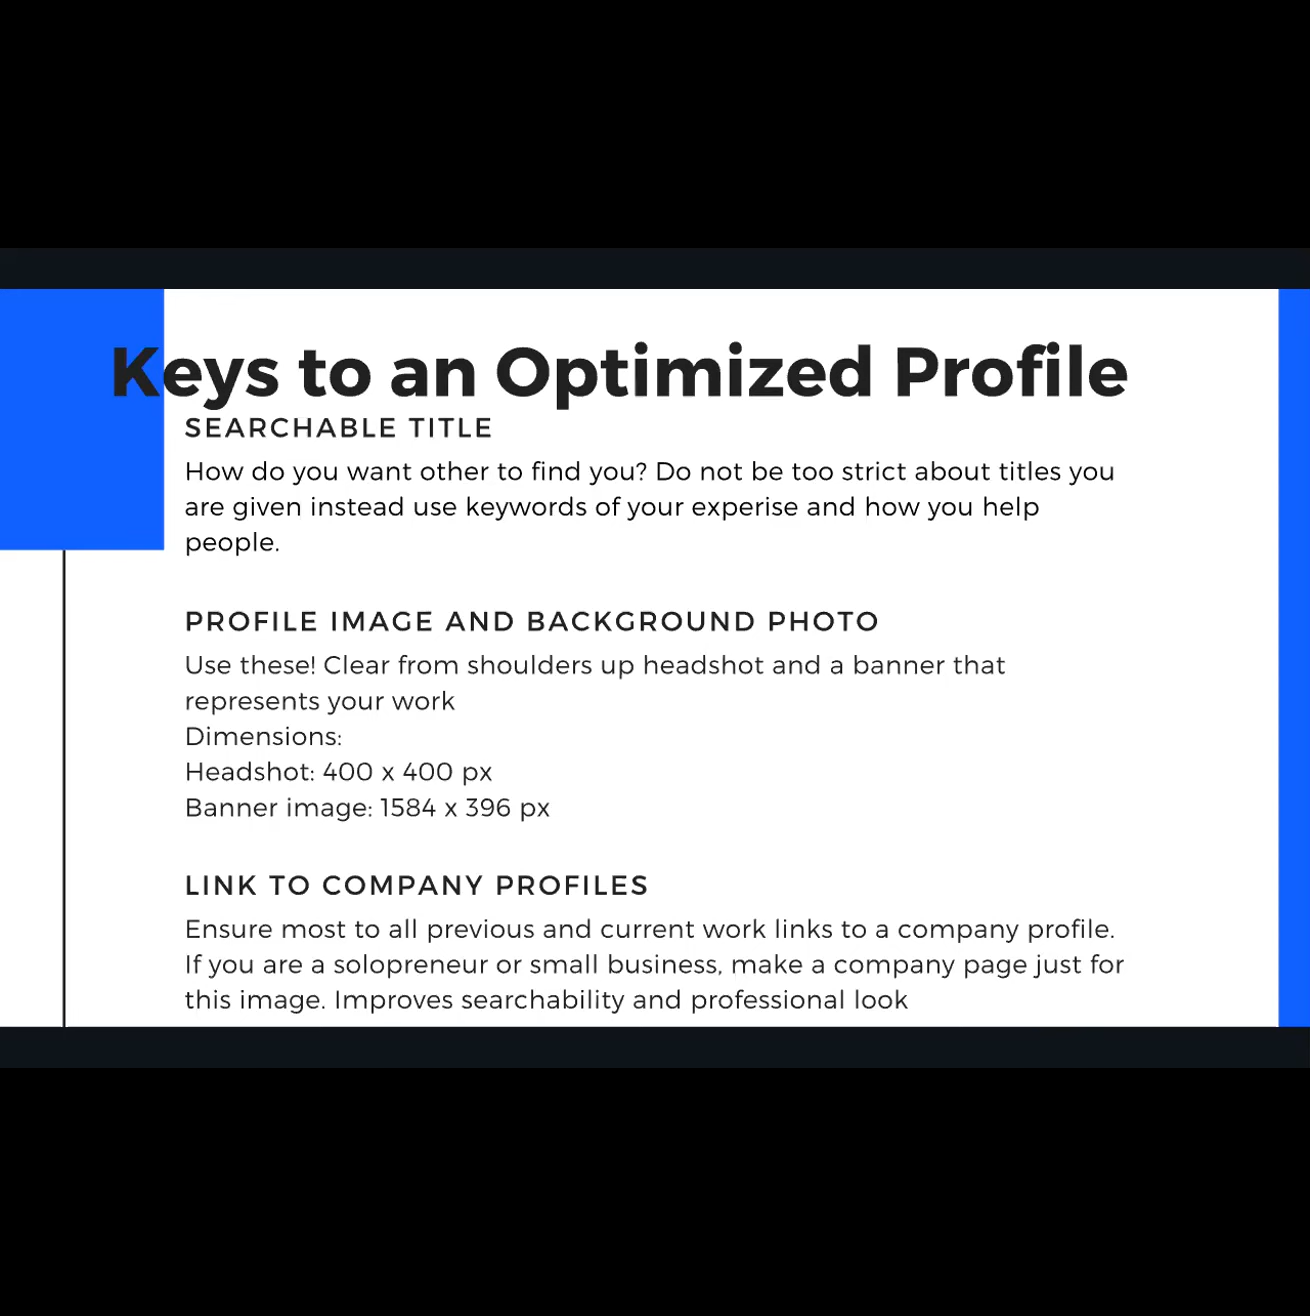 Keys to an Optimized Profile
SEARCHABLE TITLE
How do you want other to find you? Do not be too strict about titles you
are given instead use keywords of your experise and how you help
people.
PROFILE IMAGE AND BACKGROUND PHOTO
Use these! Clear from shoulders up headshot and a banner that
represents your work
Dimensions:
Headshot: 400 x 400 px
Banner image: 1584 x 396 px
LINK TO COMPANY PROFILES
Ensure most to all previous and current work links to a company profile.
If you are a solopreneur or small business, make a company page just for
this image. Improves searchability and professional look